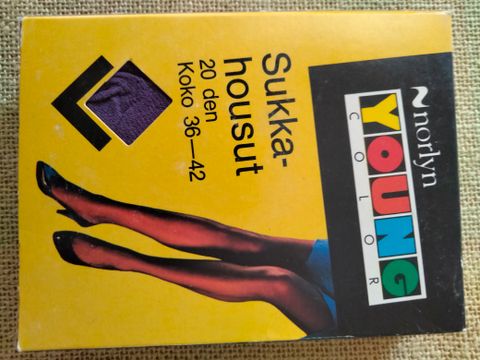 norlyn
YOUNG
COLOR
Sukka-
housut
20 den
Koko 36—42